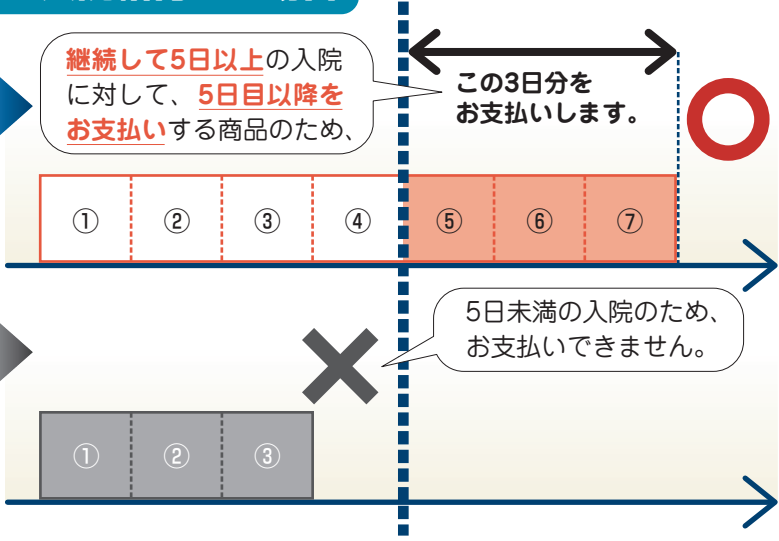 継続して5日以上の入院
に対して、5日目以降を
お支払いする商品のため、
この3日分を
お支払いします。
① ② ③ ④ ⑤ ⑥ ⑦
5日未満の入院のため、
お支払いできません。
① ② ③